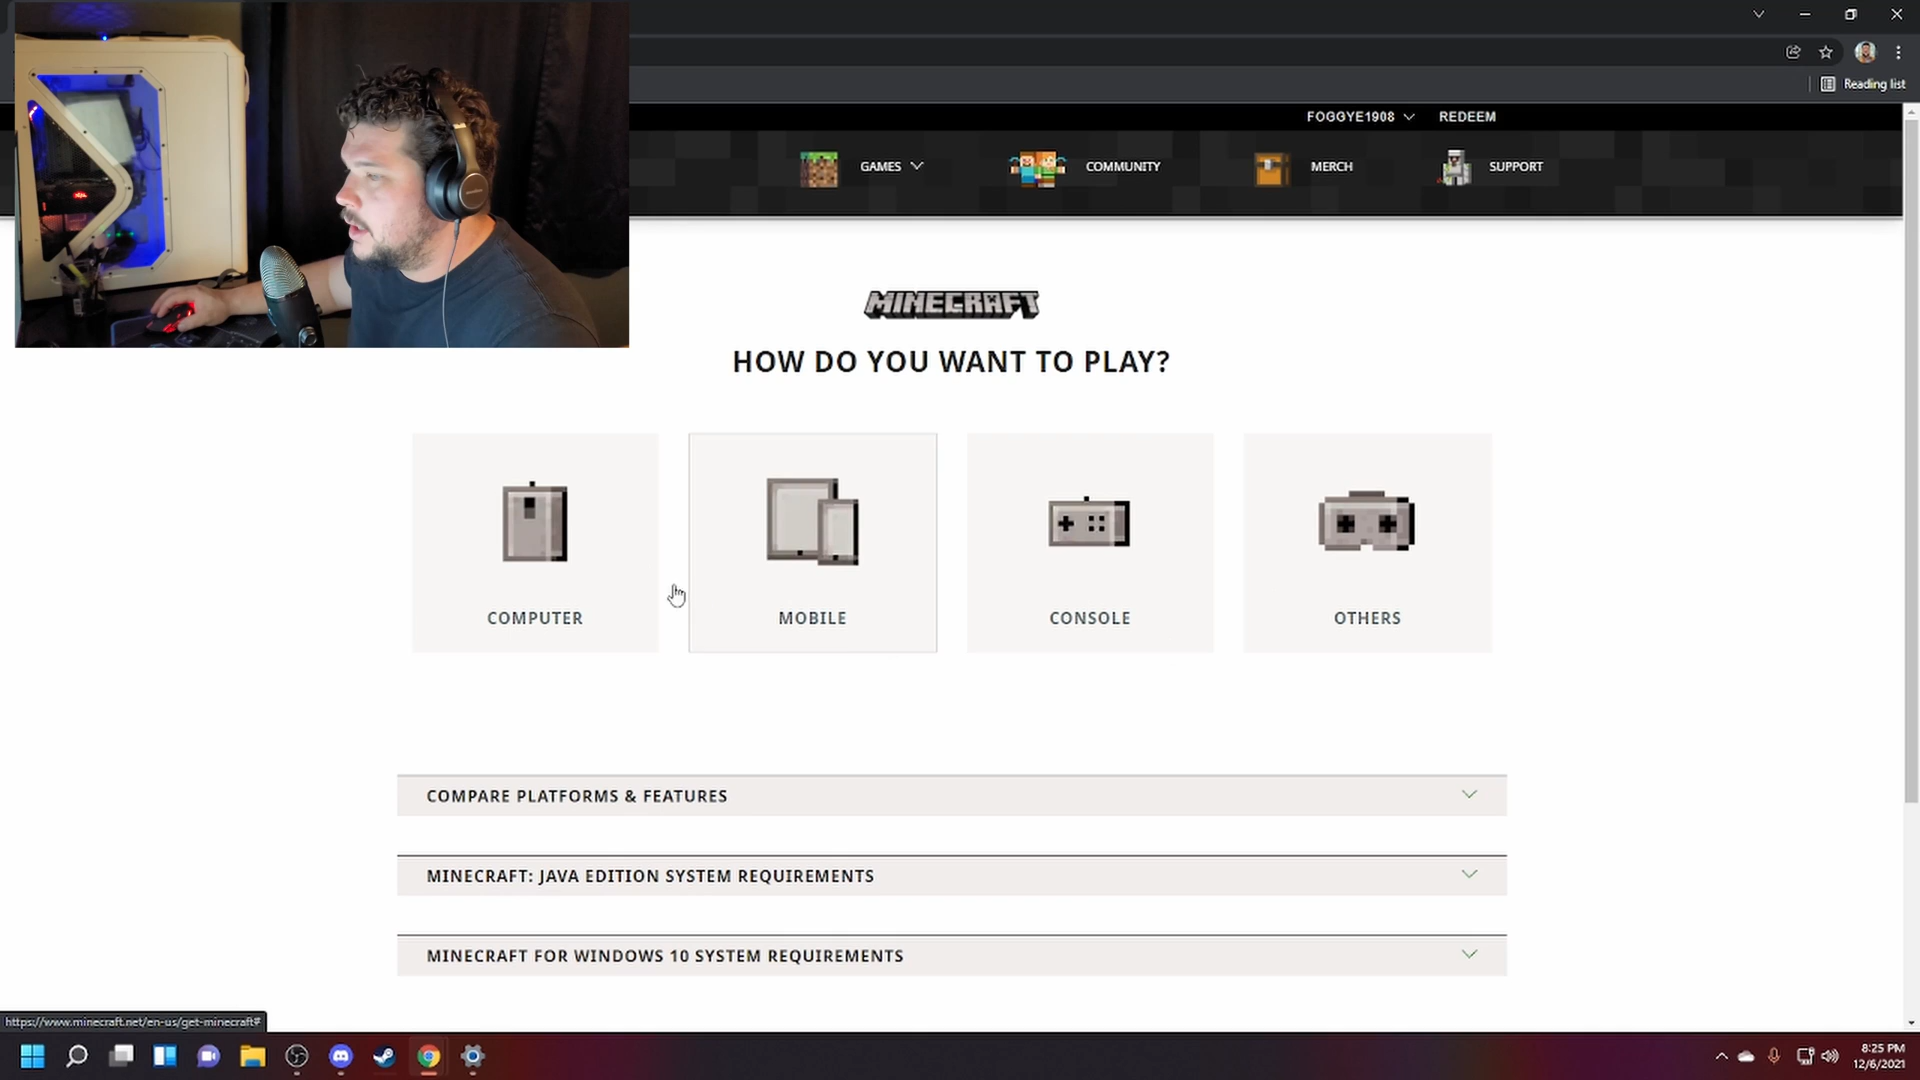 Reading list
FOGGYE1908 REDEEM
GAMES COMMUNITY MERCH SUPPORT
MINECRAFT
HOW DO YOU WANT TO PLAY?
COMPUTER MOBILE CONSOLE OTHERS
COMPARE PLATFORMS & FEATURES
MINECRAFT: JAVA EDITION SYSTEM REQUIREMENTS
MINECRAFT FOR WINDOWS 10 SYSTEM REQUIREMENTS
https://www.minecraft.net/en-us/get-minecraft#
8:25 PM
12/6/2021